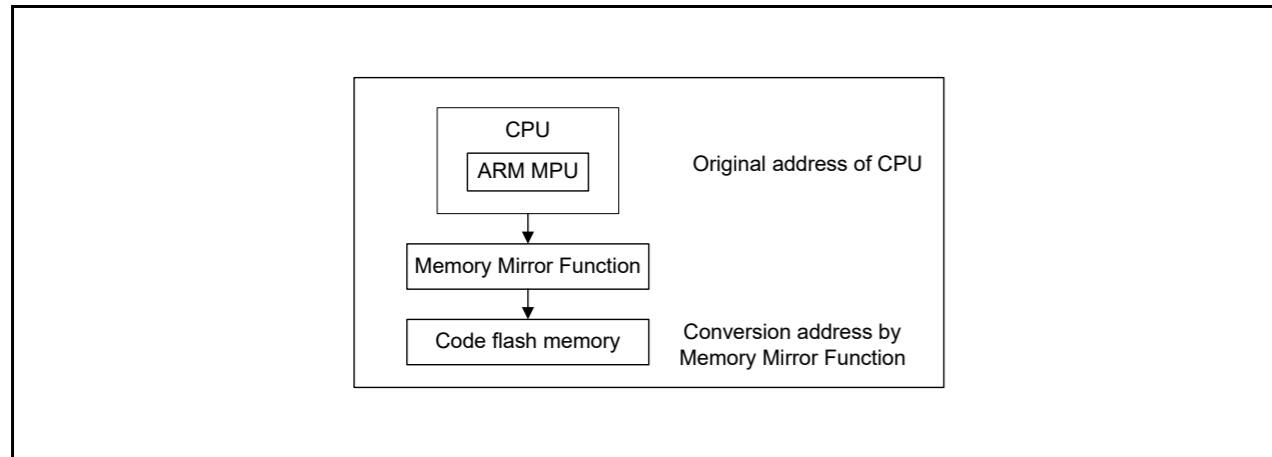 CPU
ARM MPU
Original address of CPU
Memory Mirror Function
Code flash memory
Conversion address by
Memory Mirror Function